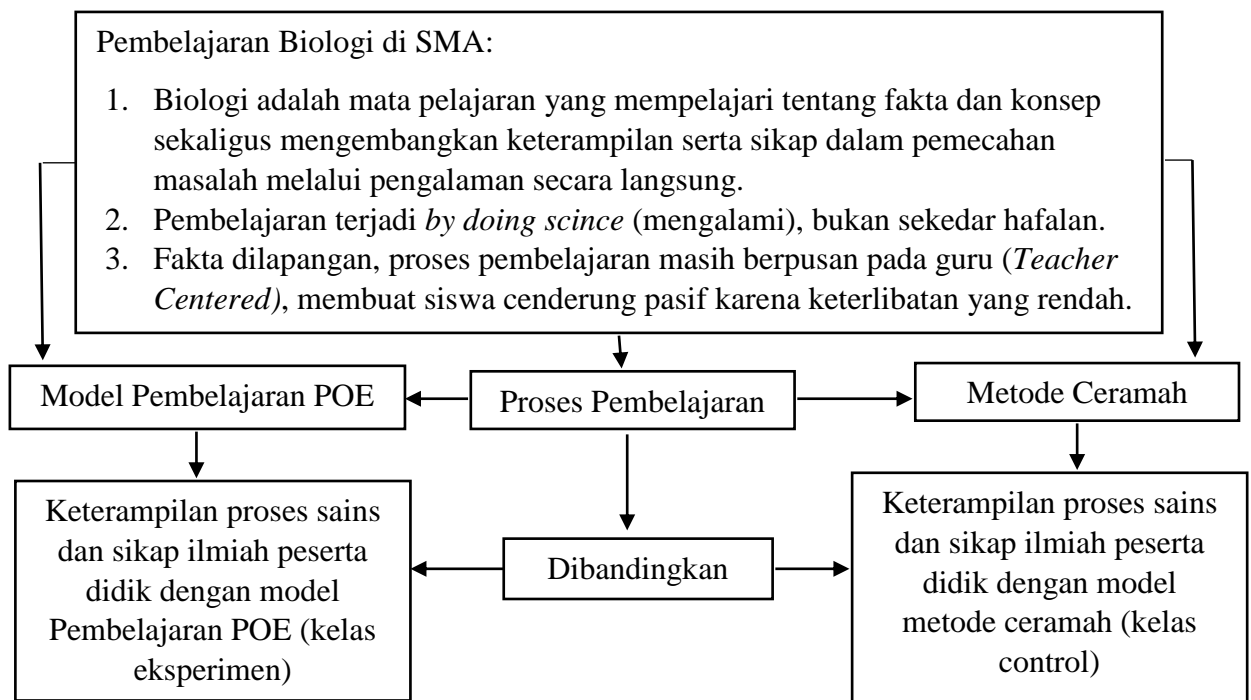 Pembelajaran Biologi di SMA:
1. Biologi adalah mata pelajaran yang mempelajari tentang fakta dan konsep
sekaligus mengembangkan keterampilan serta sikap dalam pemecahan
masalah melalui pengalaman secara langsung.
2. Pembelajaran terjadi by doing scince (mengalami), bukan sekedar hafalan.
3. Fakta dilapangan, proses pembelajaran masih berpusan pada guru (Teacher
Centered), membuat siswa cenderung pasif karena keterlibatan yang rendah.
Model Pembelajaran POE
Proses Pembelajaran
Metode Ceramah
Keterampilan proses sains
dan sikap ilmiah peserta
didik dengan model
Pembelajaran POE (kelas
eksperimen)
Dibandingkan
Keterampilan proses sains
dan sikap ilmiah peserta
didik dengan model
metode ceramah (kelas
control)